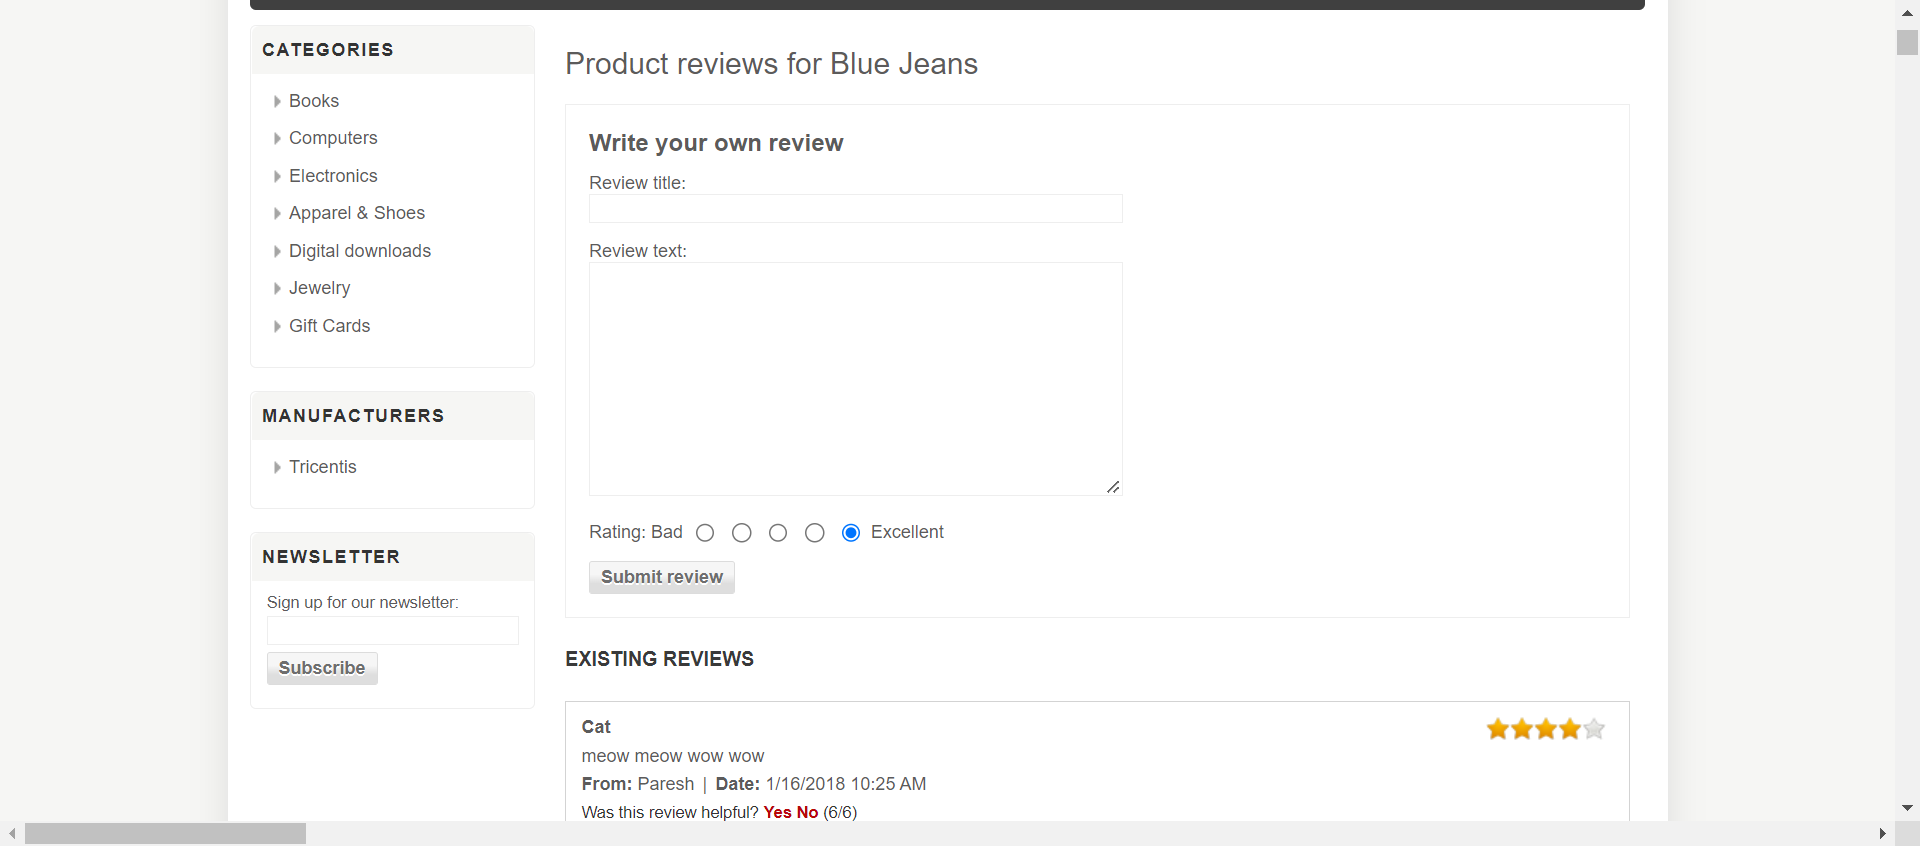 CATEGORIES
Books
Computers
Electronics
Apparel & Shoes
Digital downloads
Jewelry
Gift Cards
MANUFACTURERS
Tricentis
NEWSLETTER
Sign up for our newsletter:
Subscribe
Product reviews for Blue Jeans
Write your own review
Review title:
Review text:
Rating: Bad Excellent
Submit review
EXISTING REVIEWS
Cat
meow meow wow wow
From: Paresh | Date: 1/16/2018 10:25 AM
Was this review helpful? Yes No (6/6)